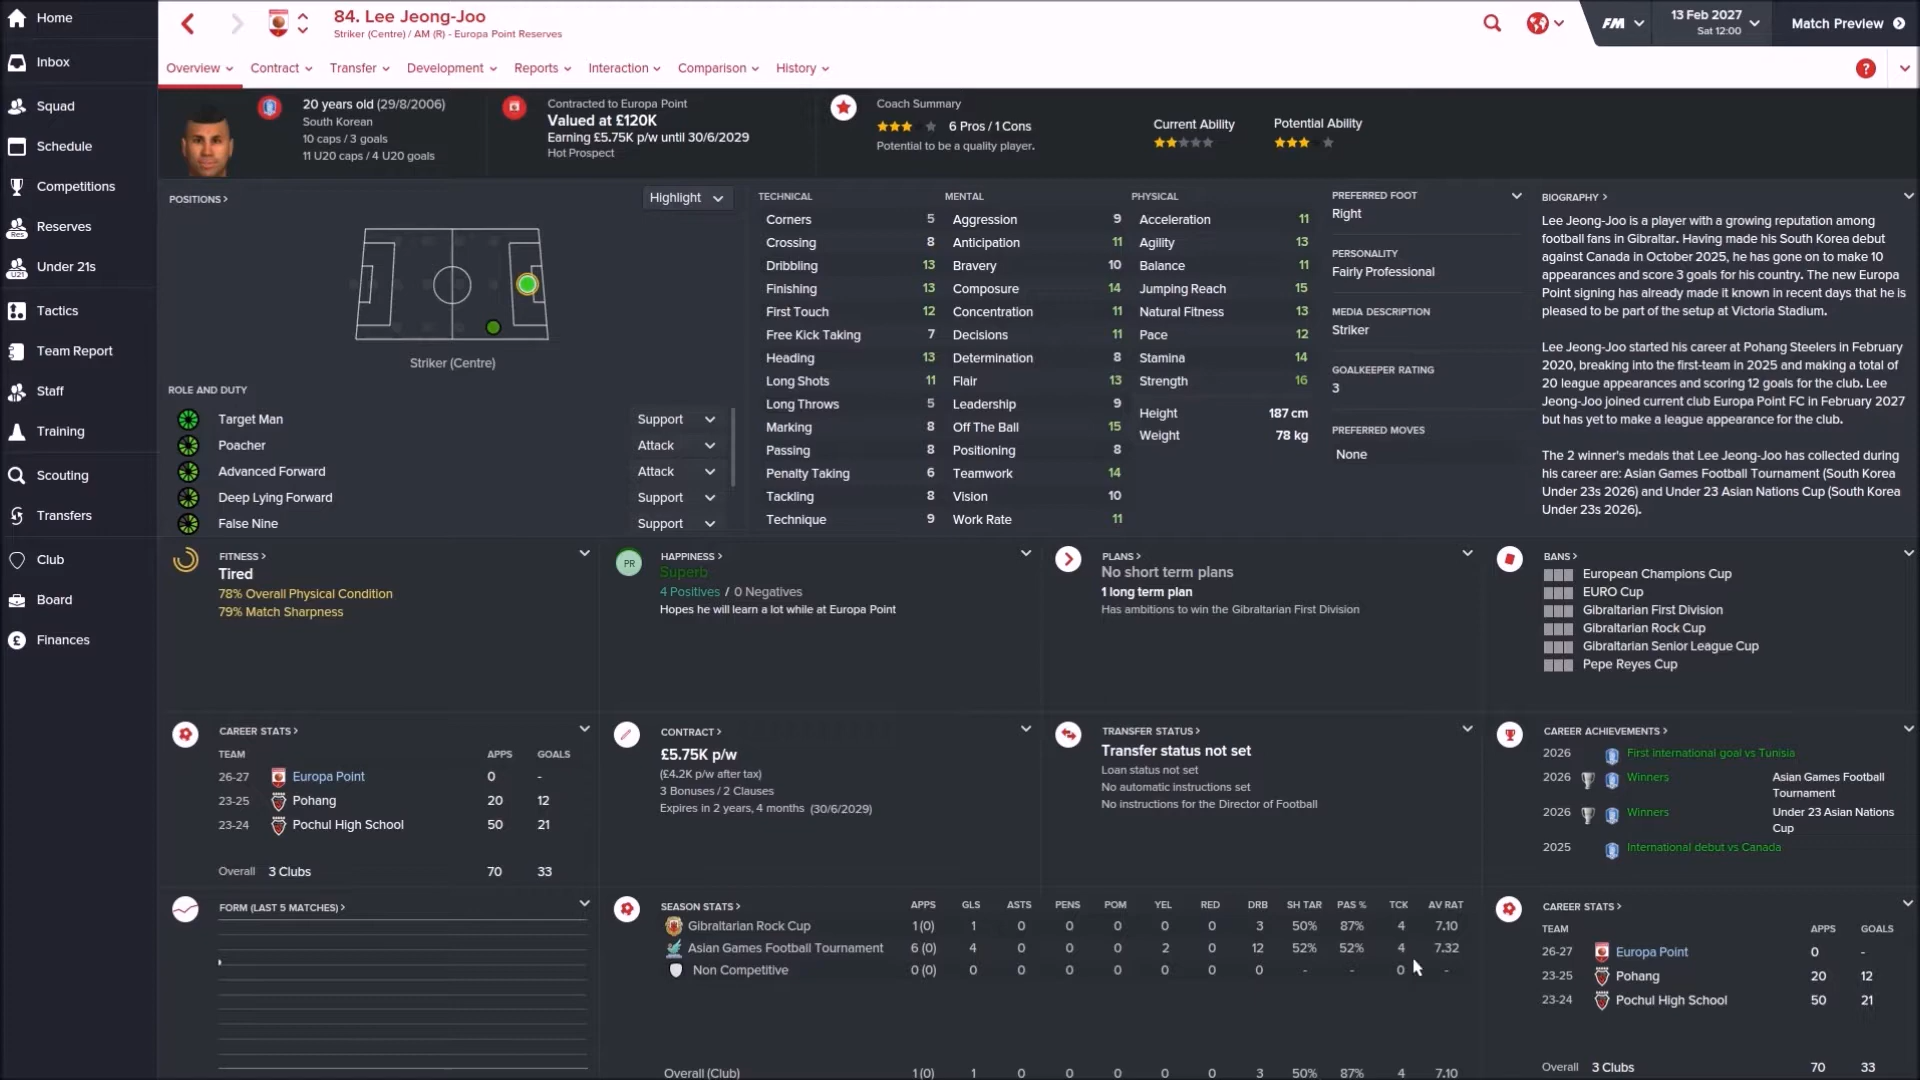 Home
Inbox
Squad
Schedule
Competitions
Reserves
Under 21s
Tactics
Team Report
Staff
Training
Scouting
Transfers
Club
Board
Finances
84. Lee Jeong-Joo
Striker (Centre) / AM (R) - Europa Point Reserves
FM
13 Feb 2027
Sat 12:00
Match Preview
Overview Contract Transfer Development Reports Interaction Comparison History
?
20 years old (29/8/2006)
South Korean
10 caps / 3 goals
11 U20 caps / 4 U20 goals
Contracted to Europa Point
Valued at £120K
Earning £5.75K p/w until 30/6/2029
Hot Prospect
Coach Summary
6 Pros / 1 Cons
Potential to be a quality player.
Current Ability
Potential Ability
POSITIONS >
Highlight
Striker (Centre)
ROLE AND DUTY
Target Man Support
Poacher Attack
Advanced Forward Attack
Deep Lying Forward Support
False Nine Support
TECHNICAL
Corners 5
Crossing 8
Dribbling 13
Finishing 13
First Touch 12
Free Kick Taking 7
Heading 13
Long Shots 11
Long Throws 5
Marking 8
Passing 8
Penalty Taking 6
Tackling 8
Technique 9
MENTAL
Aggression 9
Anticipation 11
Bravery 10
Composure 14
Concentration 11
Decisions 11
Determination 8
Flair 13
Leadership 9
Off The Ball 15
Positioning 8
Teamwork 14
Vision 10
Work Rate 11
PHYSICAL
Acceleration 11
Agility 13
Balance 11
Jumping Reach 15
Natural Fitness 13
Pace 12
Stamina 14
Strength 16
Height 187 cm
Weight 78 kg
PREFERRED FOOT
Right
PERSONALITY
Fairly Professional
MEDIA DESCRIPTION
Striker
GOALKEEPER RATING
3
PREFERRED MOVES
None
BIOGRAPHY >
Lee Jeong-Joo is a player with a growing reputation among
football fans in Gibraltar. Having made his South Korea debut
against Canada in October 2025, he has gone on to make 10
appearances and score 3 goals for his country. The new Europa
Point signing has already made it known in recent days that he is
pleased to be part of the setup at Victoria Stadium.
Lee Jeong-Joo started his career at Pohang Steelers in February
2020, breaking into the first-team in 2025 and making a total of
20 league appearances and scoring 12 goals for the club. Lee
Jeong-Joo joined current club Europa Point FC in February 2027
but has yet to make a league appearance for the club.
The 2 winner's medals that Lee Jeong-Joo has collected during
his career are: Asian Games Football Tournament (South Korea
Under 23s 2026) and Under 23 Asian Nations Cup (South Korea
Under 23s 2026).
FITNESS >
Tired
78% Overall Physical Condition
79% Match Sharpness
PR
HAPPINESS >
Superb
4 Positives / 0 Negatives
Hopes he will learn a lot while at Europa Point
PLANS >
No short term plans
1 long term plan
Has ambitions to win the Gibraltarian First Division
BANS >
European Champions Cup
EURO Cup
Gibraltarian First Division
Gibraltarian Rock Cup
Gibraltarian Senior League Cup
Pepe Reyes Cup
CAREER STATS >
TEAM APPS GOALS
26-27 Europa Point 0 -
23-25 Pohang 20 12
23-24 Pochul High School 50 21
Overall 3 Clubs 70 33
CONTRACT >
£5.75K p/w
(£4.2K p/w after tax)
3 Bonuses / 2 Clauses
Expires in 2 years, 4 months (30/6/2029)
TRANSFER STATUS >
Transfer status not set
Loan status not set
No automatic instructions set
No instructions for the Director of Football
CAREER ACHIEVEMENTS >
2026 First international goal vs Tunisia
2026 Winners Asian Games Football
Tournament
2026 Winners Under 23 Asian Nations
Cup
2025 International debut vs Canada
FORM (LAST 5 MATCHES) >
SEASON STATS > APPS GLS ASTS PENS POM YEL RED DRB SH TAR PAS % TCK AV RAT
Gibraltarian Rock Cup 1 (0) 1 0 0 0 0 0 3 50% 87% 4 7.10
Asian Games Football Tournament 6 (0) 4 0 0 0 2 0 12 52% 52% 4 7.32
Non Competitive 0 (0) 0 0 0 0 0 0 0 - - 0 -
Overall (Club) 1 (0) 1 0 0 0 0 0 3 50% 87% 4 7.10
CAREER STATS >
TEAM APPS GOALS
26-27 Europa Point 0 -
23-25 Pohang 20 12
23-24 Pochul High School 50 21
Overall 3 Clubs 70 33